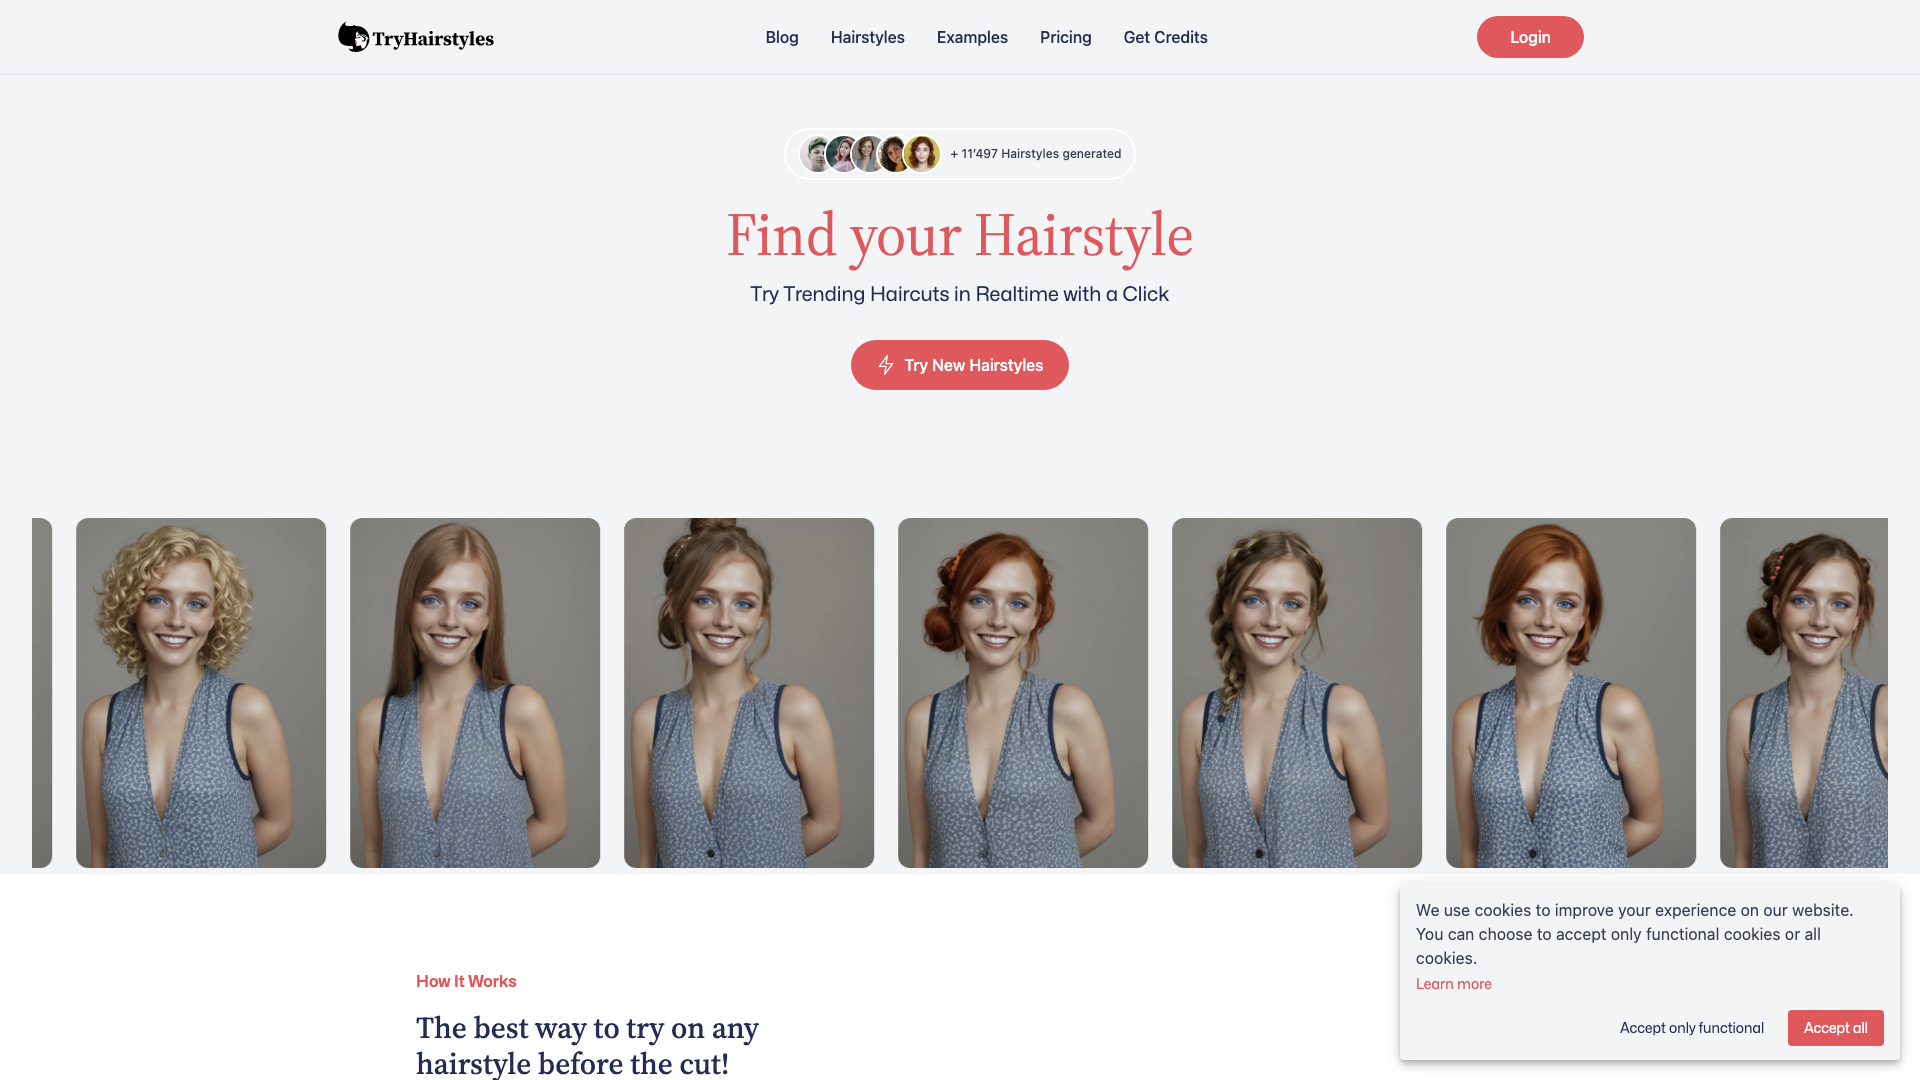 TryHairstyles
Blog
Hairstyles
Examples
Pricing
Get Credits
Login
+ 11’497 Hairstyles generated
Find your Hairstyle
Try Trending Haircuts in Realtime with a Click
Try New Hairstyles
How It Works
The best way to try on any
hairstyle before the cut!
We use cookies to improve your experience on our website.
You can choose to accept only functional cookies or all
cookies.
Learn more
Accept only functional
Accept all